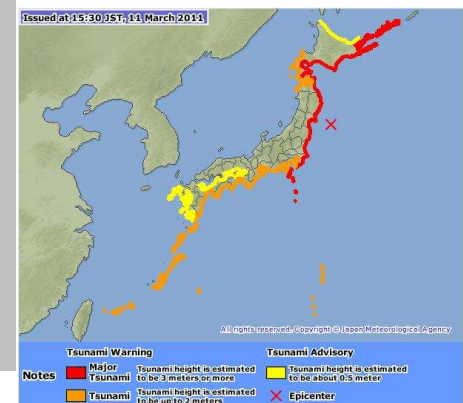 Issued at 15:30 JST, 11 March 2011
All rights reserved. Copyright © Japan Meteorological Agency
Notes
Tsunami Warning
Major Tsunami
Tsunami height is estimated
to be 3 meters or more
Tsunami
Tsunami height is estimated
to be up to 2 meters
Tsunami Advisory
Tsunami height is estimated
to be about 0.5 meter
Epicenter